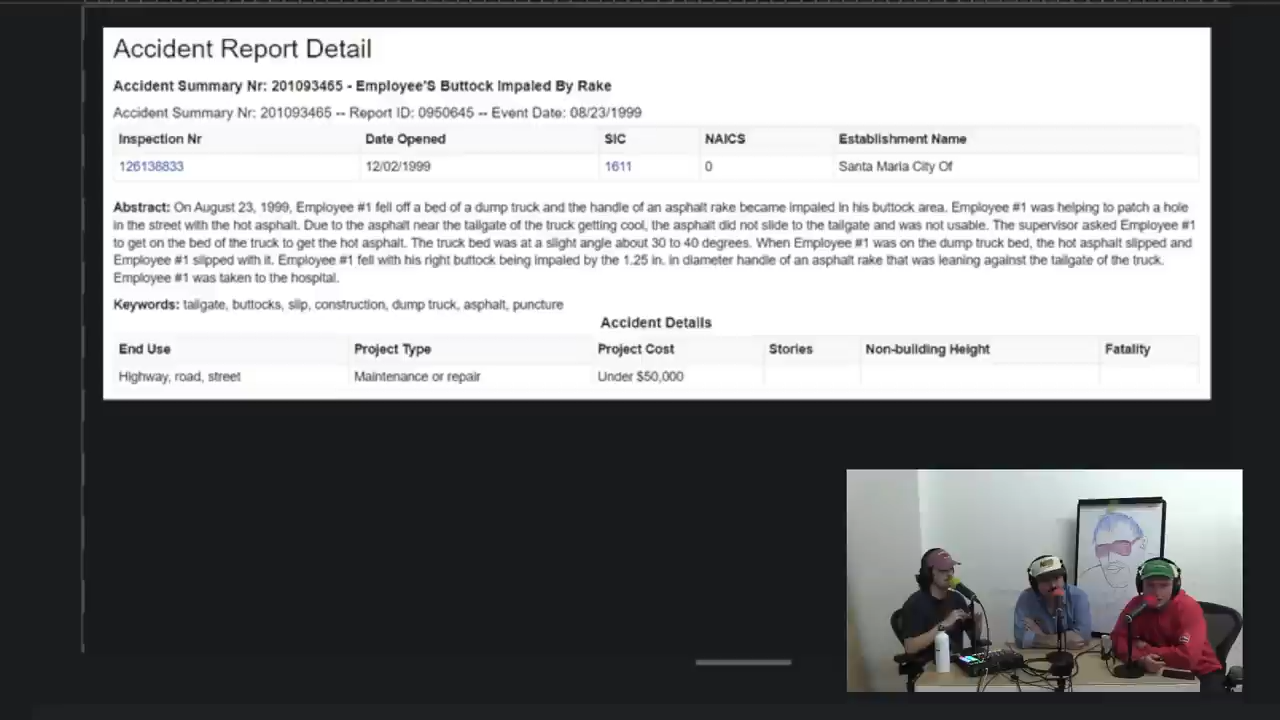 Accident Report Detail
Accident Summary Nr: 201093465 - Employee'S Buttock Impaled By Rake
Accident Summary Nr: 201093465 -- Report ID: 0950645 -- Event Date: 08/23/1999
Inspection Nr Date Opened SIC NAICS Establishment Name
126138833 12/02/1999 1611 0 Santa Maria City Of
Abstract: On August 23, 1999, Employee #1 fell off a bed of a dump truck and the handle of an asphalt rake became impaled in his buttock area. Employee #1 was helping to patch a hole
in the street with the hot asphalt. Due to the asphalt near the tailgate of the truck getting cool, the asphalt did not slide to the tailgate and was not usable. The supervisor asked Employee #1
to get on the bed of the truck to get the hot asphalt. The truck bed was at a slight angle about 30 to 40 degrees. When Employee #1 was on the dump truck bed, the hot asphalt slipped and
Employee #1 slipped with it. Employee #1 fell with his right buttock being impaled by the 1.25 in. in diameter handle of an asphalt rake that was leaning against the tailgate of the truck.
Employee #1 was taken to the hospital.
Keywords: tailgate, buttocks, slip, construction, dump truck, asphalt, puncture
Accident Details
End Use Project Type Project Cost Stories Non-building Height Fatality
Highway, road, street Maintenance or repair Under $50,000